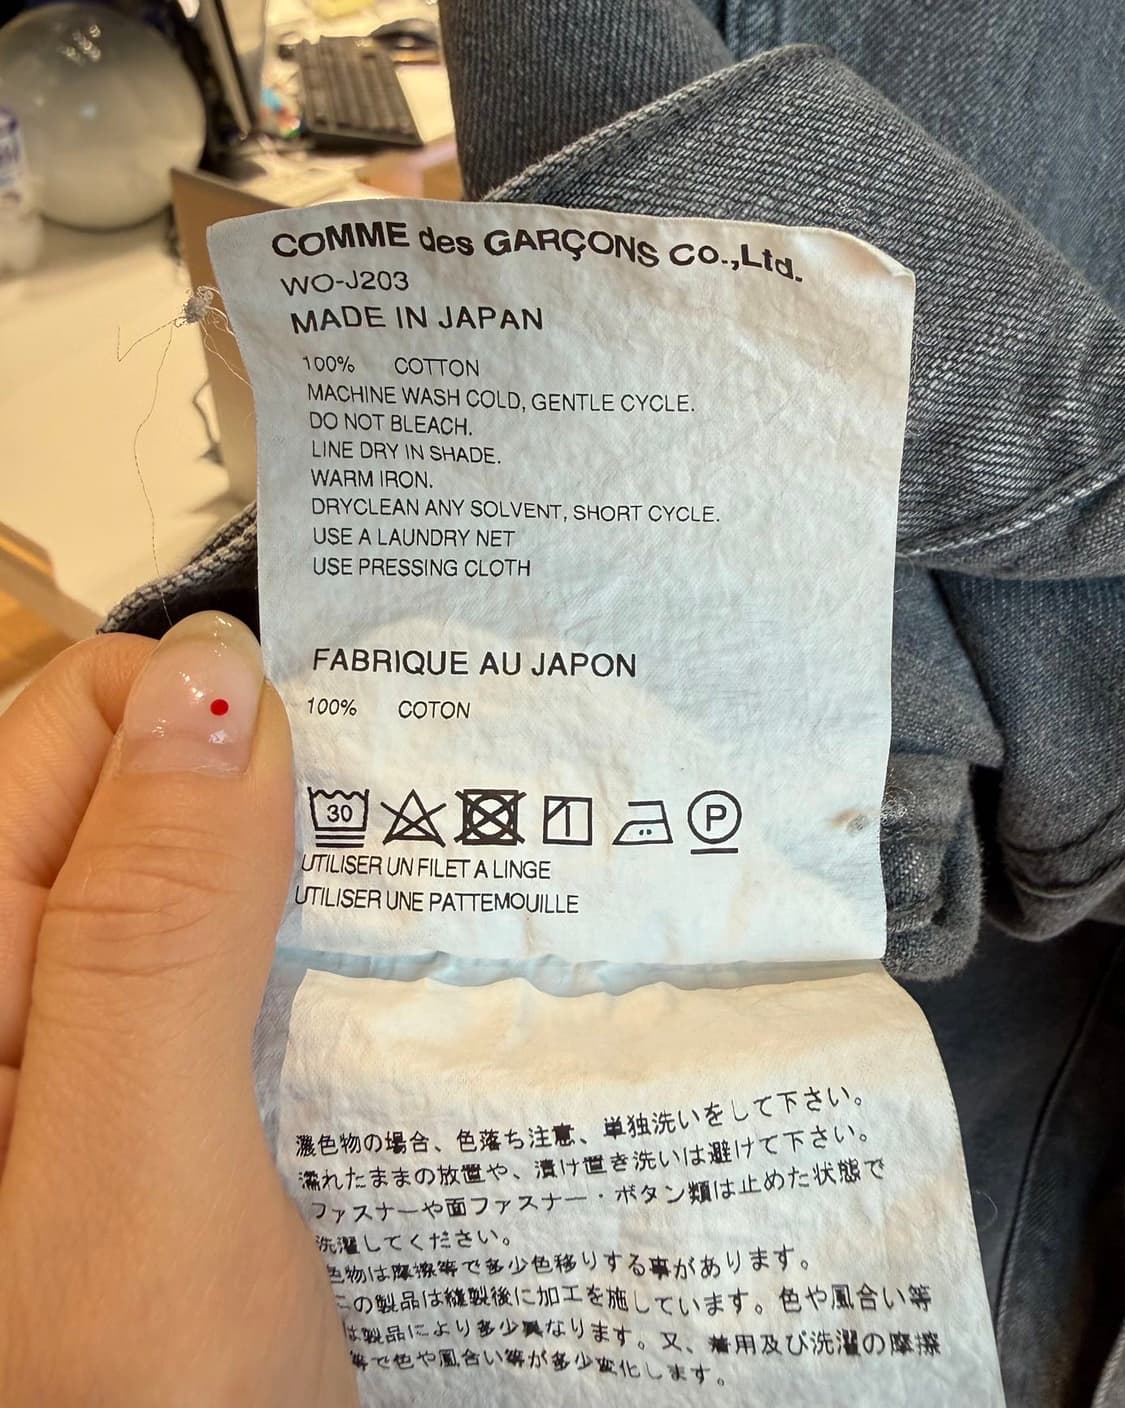 COMME des GARÇONS Co.,Ltd.
WO-J203
MADE IN JAPAN
100% COTTON
MACHINE WASH COLD, GENTLE CYCLE.
DO NOT BLEACH.
LINE DRY IN SHADE.
WARM IRON.
DRYCLEAN ANY SOLVENT, SHORT CYCLE.
USE A LAUNDRY NET
USE PRESSING CLOTH
FABRIQUE AU JAPON
100% COTON
30 P
UTILISER UN FILET A LINGE
UTILISER UNE PATTEMOUILLE
濃色物の場合、色落ち注意、単独洗いをして下さい。
濡れたままの放置や、漬け置き洗いは避けて下さい。
ファスナーや面ファスナー・ボタン類は止めた状態で
洗濯してください。
色物は摩擦等で多少色移りする事があります。
この製品は縫製後に加工を施しています。色や風合い等
は製品により多少異なります。又、着用及び洗濯の摩擦
等で色や風合い等が多少変化します。